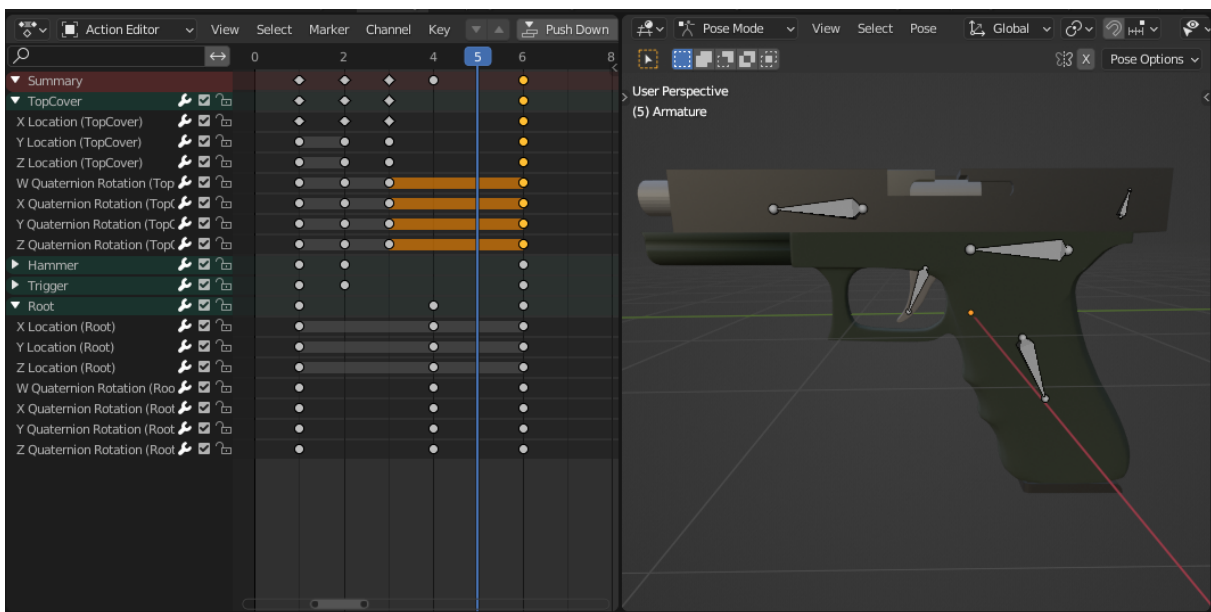 Action Editor View Select Marker Channel Key Push Down
0 2 4 5 6 8
Summary
TopCover
X Location (TopCover)
Y Location (TopCover)
Z Location (TopCover)
W Quaternion Rotation (Top
X Quaternion Rotation (TopC
Y Quaternion Rotation (TopC
Z Quaternion Rotation (TopC
Hammer
Trigger
Root
X Location (Root)
Y Location (Root)
Z Location (Root)
W Quaternion Rotation (Roo
X Quaternion Rotation (Root
Y Quaternion Rotation (Root
Z Quaternion Rotation (Root
Pose Mode View Select Pose Global
X Pose Options
User Perspective
(5) Armature